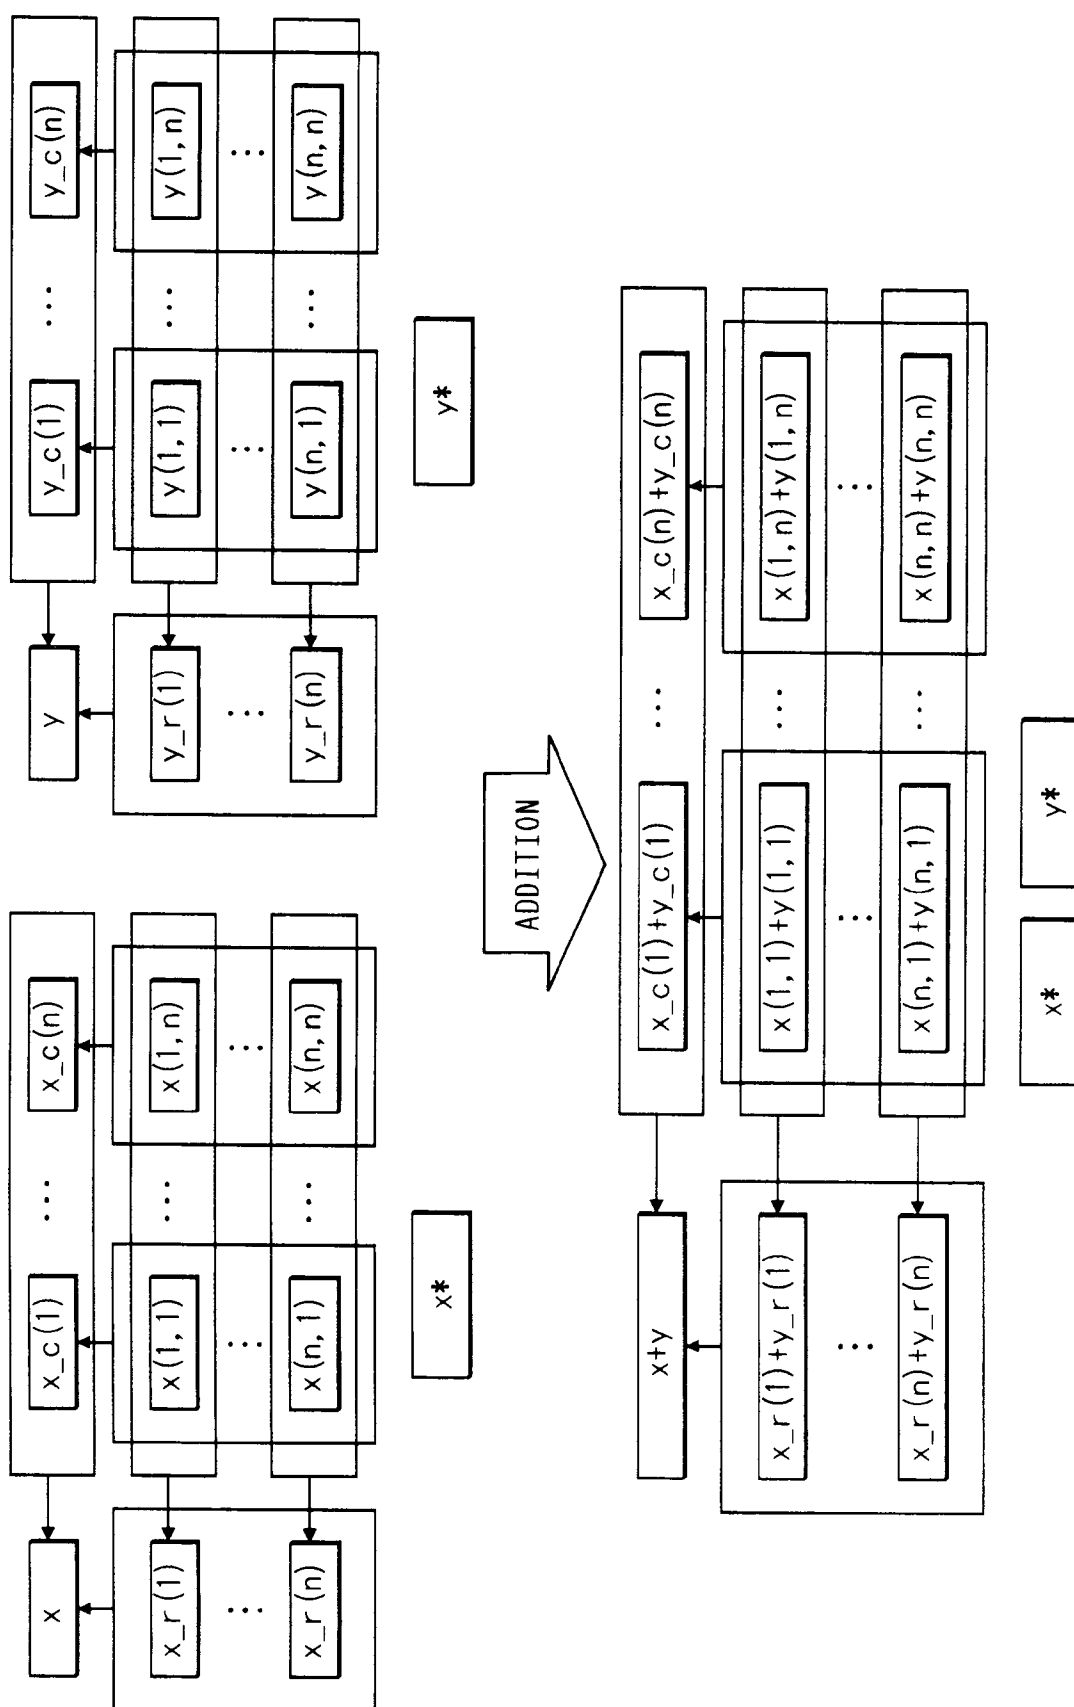 x x_c(1) ... x_c(n)
x_r(1) x(1,1) ... x(1,n)
... ... ...
x_r(n) x(n,1) ... x(n,n)
x*
y y_c(1) ... y_c(n)
y_r(1) y(1,1) ... y(1,n)
... ... ...
y_r(n) y(n,1) ... y(n,n)
y*
ADDITION
x+y x_c(1)+y_c(1) ... x_c(n)+y_c(n)
x_r(1)+y_r(1) x(1,1)+y(1,1) ... x(1,n)+y(1,n)
... ... ...
x_r(n)+y_r(n) x(n,1)+y(n,1) ... x(n,n)+y(n,n)
x* y*